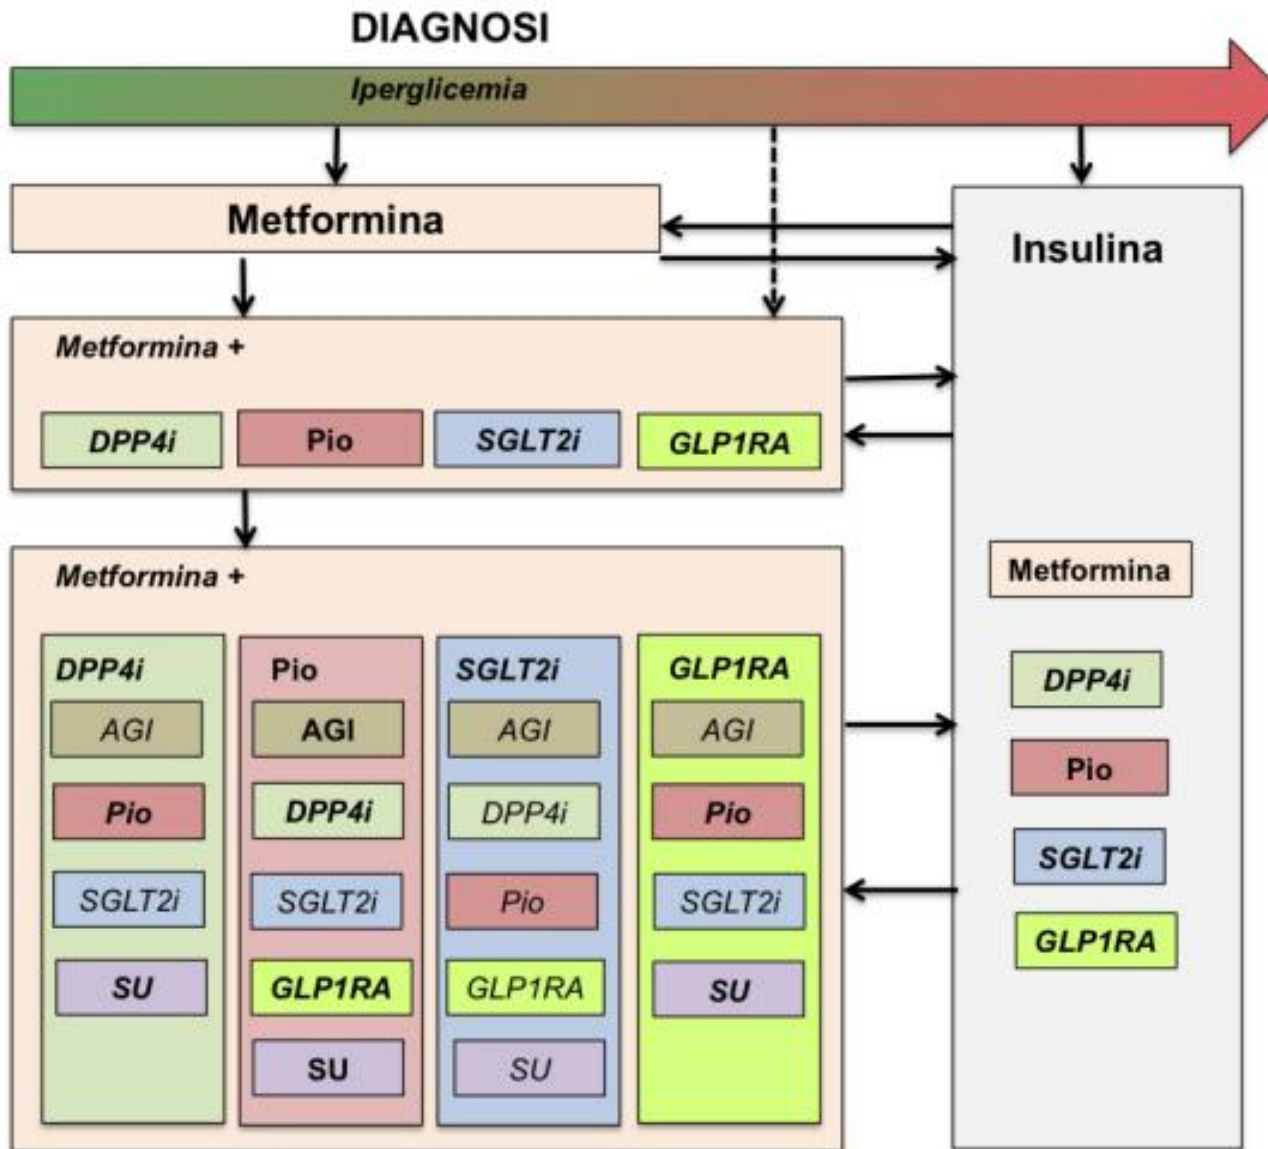 DIAGNOSI
Iperglicemia
Metformina
Insulina
Metformina +
DPP4i
Pio
SGLT2i
GLP1RA
Metformina +
DPP4i
AGI
Pio
SGLT2i
SU
Pio
AGI
DPP4i
SGLT2i
GLP1RA
SU
SGLT2i
AGI
DPP4i
Pio
GLP1RA
SU
GLP1RA
AGI
Pio
SGLT2i
SU
Metformina
DPP4i
Pio
SGLT2i
GLP1RA